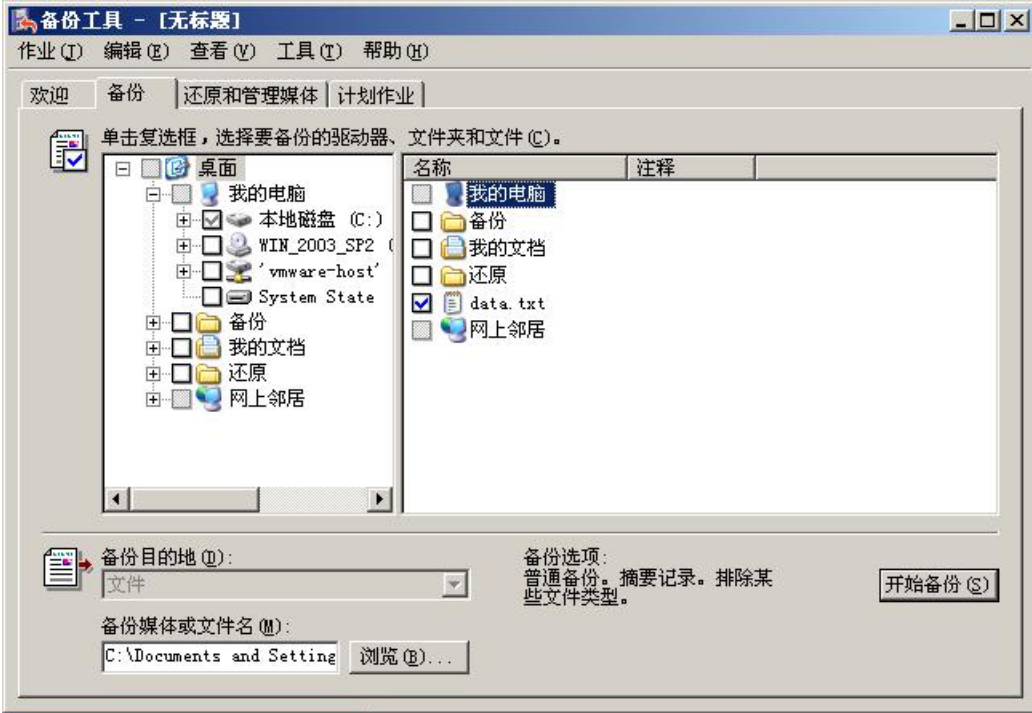 备份工具 - [无标题]
作业(J) 编辑(E) 查看(V) 工具(T) 帮助(H)
欢迎 备份 还原和管理媒体 计划作业
单击复选框，选择要备份的驱动器、文件夹和文件(C)。
桌面
我的电脑
本地磁盘 (C:)
WIN_2003_SP2 (
'vmware-host'
System State
备份
我的文档
还原
网上邻居
名称 注释
我的电脑
备份
我的文档
还原
data.txt
网上邻居
备份目的地(D):
文件
备份媒体或文件名(M):
C:\Documents and Setting
浏览(B)...
备份选项:
普通备份。摘要记录。排除某
些文件类型。
开始备份(S)